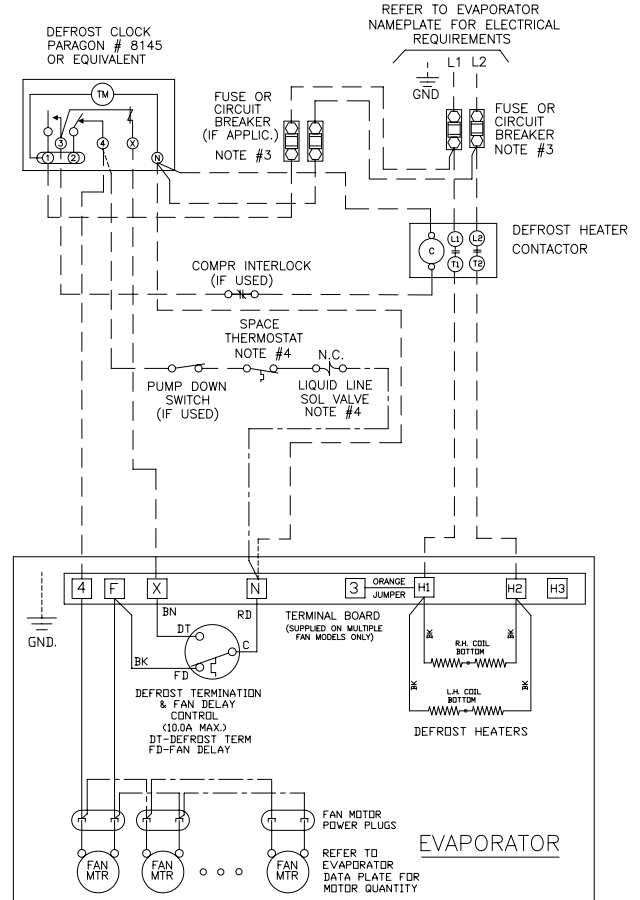 REFER TO EVAPORATOR
NAMEPLATE FOR ELECTRICAL
REQUIREMENTS
DEFROST CLOCK
PARAGON # 8145
OR EQUIVALENT
L1 L2
GND
TM
FUSE OR
CIRCUIT
BREAKER
(IF APPLIC.)
NOTE #3
FUSE OR
CIRCUIT
BREAKER
NOTE #3
3
4
X
1
2
N
DEFROST HEATER
CONTACTOR
C
L1
L2
T1
T2
COMPR INTERLOCK
(IF USED)
SPACE
THERMOSTAT
NOTE #4
N.C.
PUMP DOWN
SWITCH
(IF USED)
LIQUID LINE
SOL VALVE
NOTE #4
4
F
X
N
3
ORANGE
JUMPER
H1
H2
H3
GND.
BN
RD
TERMINAL BOARD
(SUPPLIED ON MULTIPLE
FAN MODELS ONLY)
DT
C
BK
FD
BK
BK
BK
BK
R.H. COIL
BOTTOM
L.H. COIL
BOTTOM
DEFROST HEATERS
DEFROST TERMINATION
& FAN DELAY
CONTROL
(10.0A MAX.)
DT-DEFROST TERM
FD-FAN DELAY
FAN MOTOR
POWER PLUGS
EVAPORATOR
REFER TO
EVAPORATOR
DATA PLATE FOR
MOTOR QUANTITY
FAN
MTR
FAN
MTR
FAN
MTR